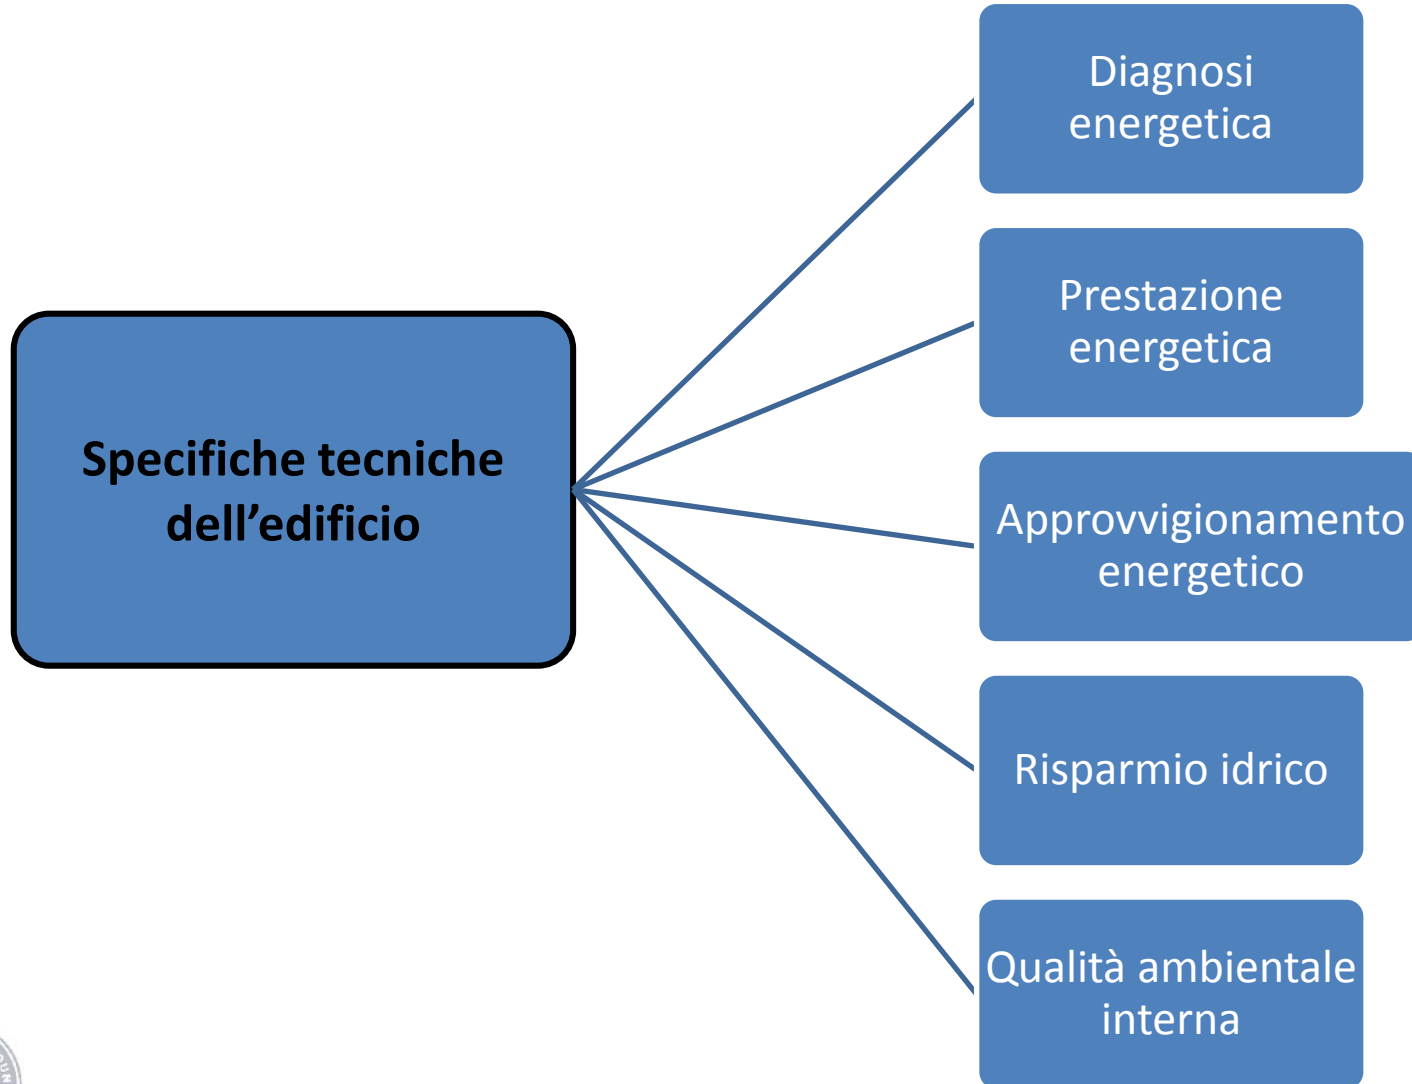 Specifiche tecniche
dell’edificio
Diagnosi
energetica
Prestazione
energetica
Approvvigionamento
energetico
Risparmio idrico
Qualità ambientale
interna